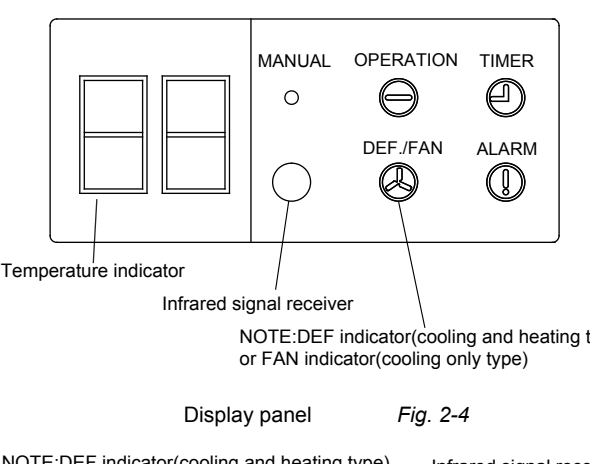 MANUAL OPERATION TIMER
DEF./FAN ALARM
Temperature indicator
Infrared signal receiver
NOTE:DEF indicator(cooling and heating
or FAN indicator(cooling only type)
Display panel Fig. 2-4
NOTE:DEF indicator(cooling and heating type)
Infrared signal